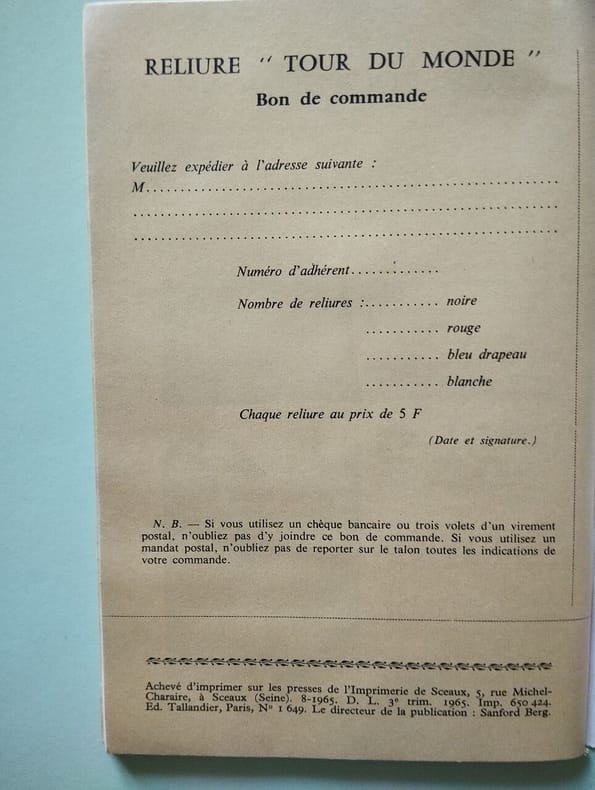 RELIURE " TOUR DU MONDE "
Bon de commande
Veuillez expédier à l'adresse suivante :
M............................................................
............................................................
............................................................
Numéro d'adhérent.............
Nombre de reliures :........... noire
........... rouge
........... bleu drapeau
........... blanche
Chaque reliure au prix de 5 F
(Date et signature.)
N. B. — Si vous utilisez un chèque bancaire ou trois volets d'un virement
postal, n'oubliez pas d'y joindre ce bon de commande. Si vous utilisez un
mandat postal, n'oubliez pas de reporter sur le talon toutes les indications de
votre commande.
Achevé d'imprimer sur les presses de l'Imprimerie de Sceaux, 5, rue Michel-
Charaire, à Sceaux (Seine). 8-1965. D. L. 3e trim. 1965. Imp. 650 424.
Ed. Tallandier, Paris, No 1 649. Le directeur de la publication : Sanford Berg.